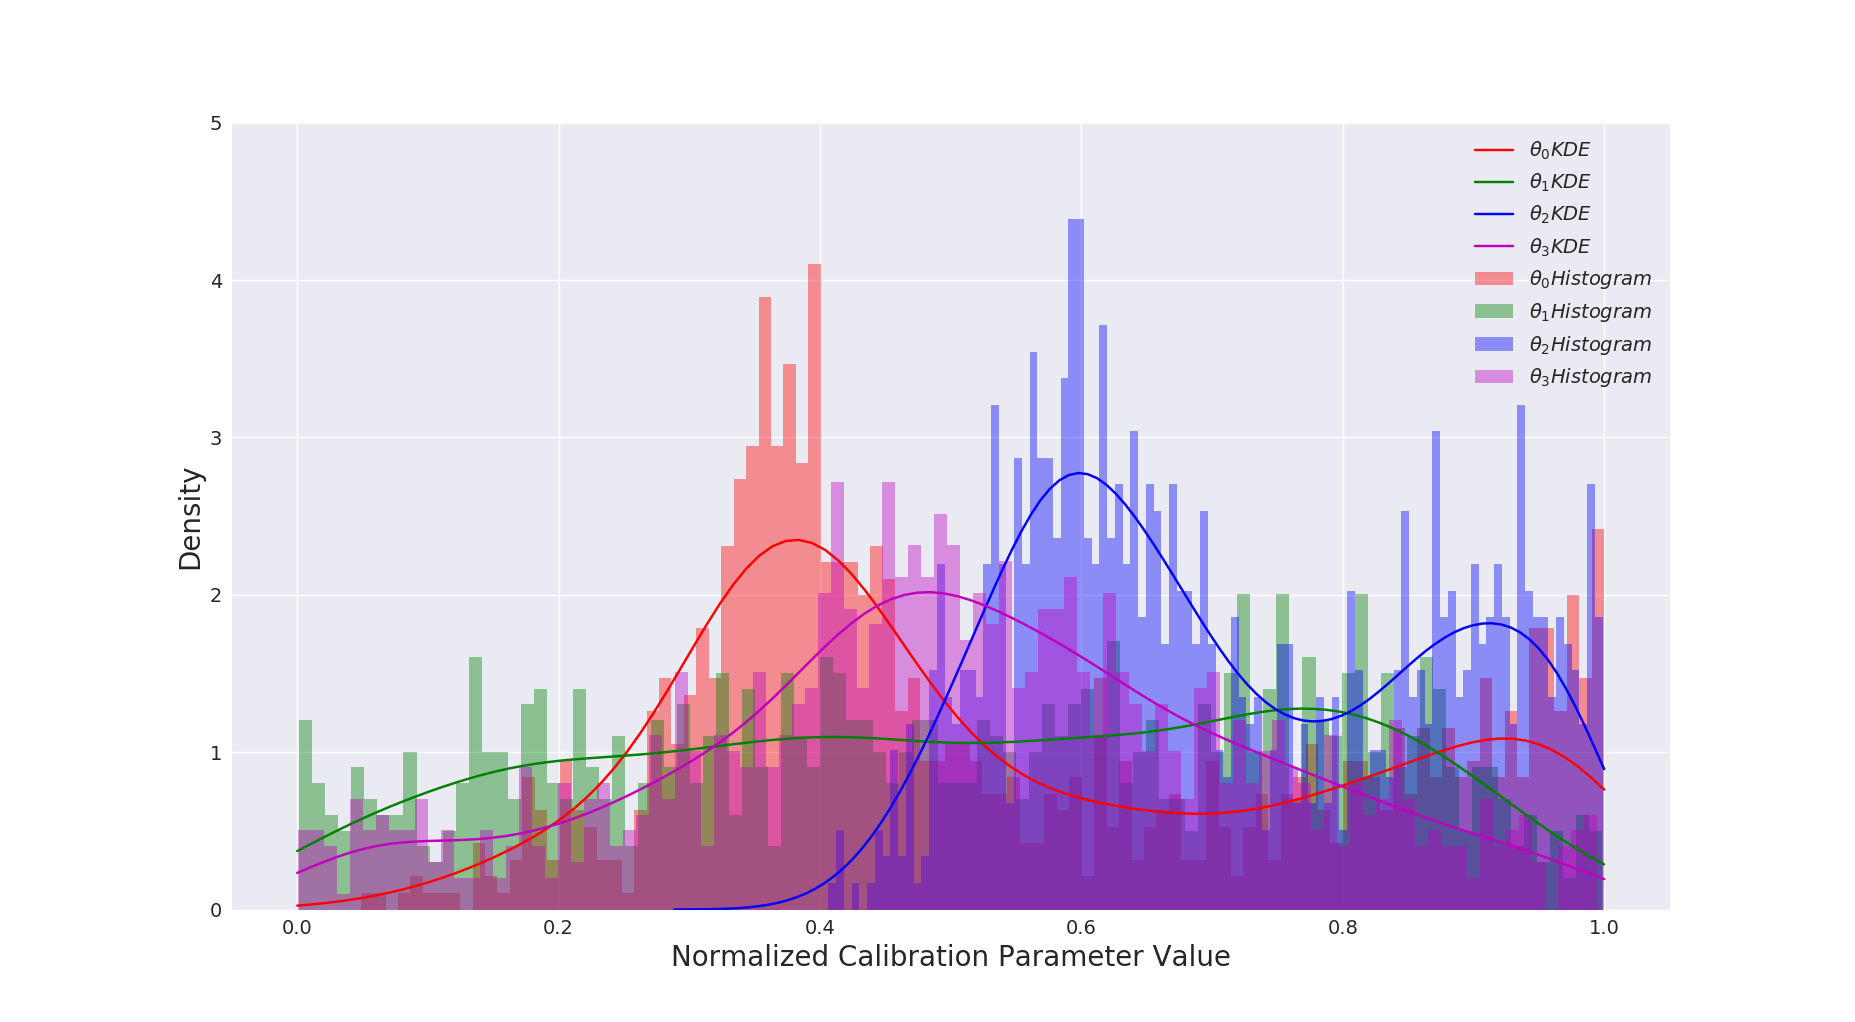 5
4
3
2
1
0
Density
0.0 0.2 0.4 0.6 0.8 1.0
Normalized Calibration Parameter Value
θ₀KDE
θ₁KDE
θ₂KDE
θ₃KDE
θ₀Histogram
θ₁Histogram
θ₂Histogram
θ₃Histogram